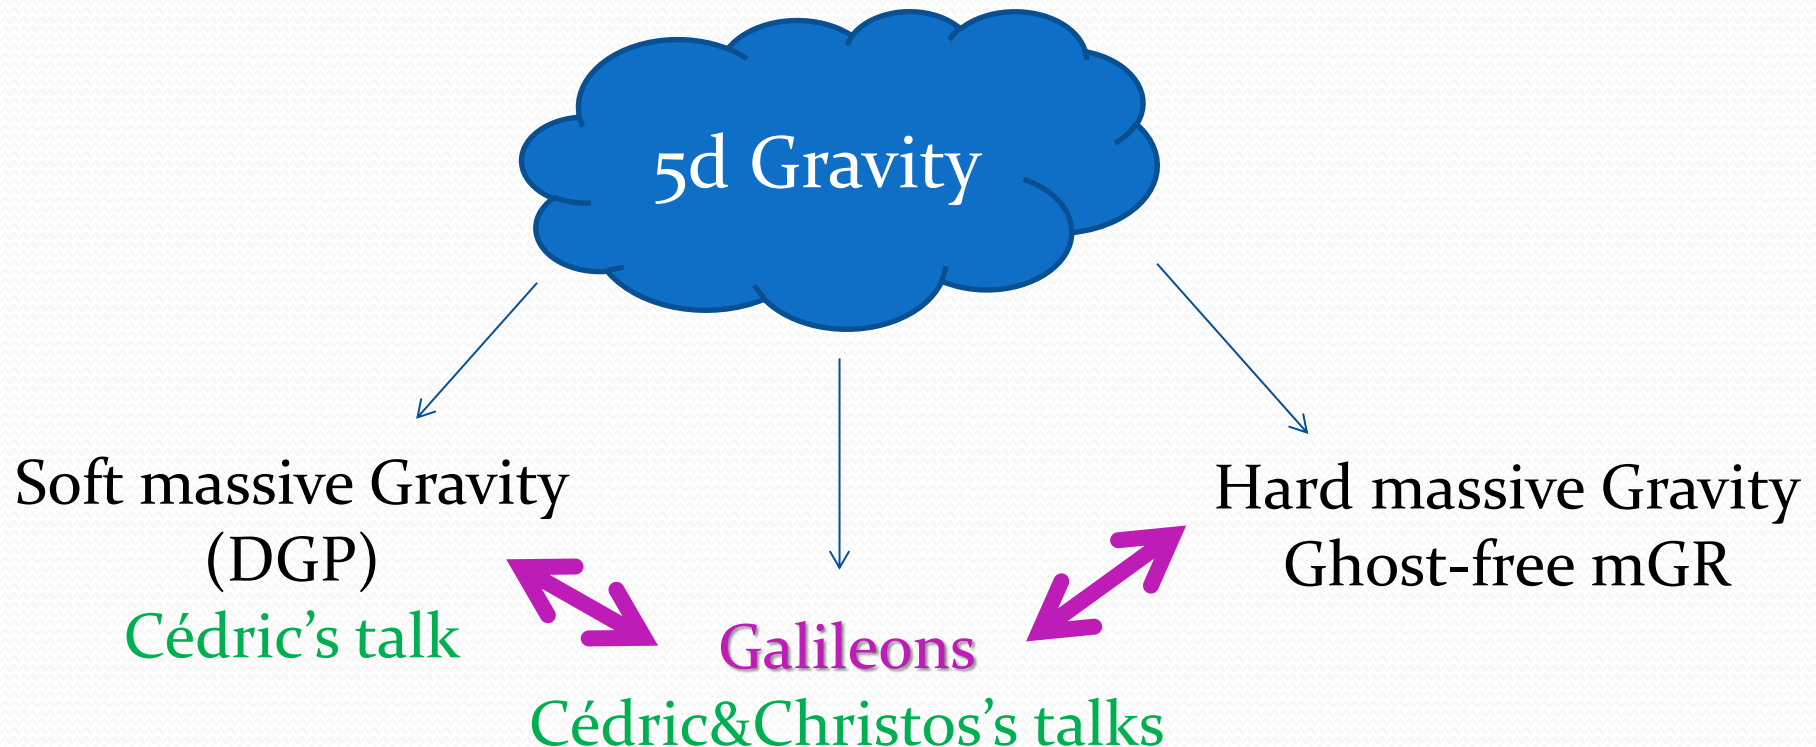 5d Gravity
Soft massive Gravity
(DGP)
Cédric’s talk
Galileons
Cédric&Christos’s talks
Hard massive Gravity
Ghost-free mGR